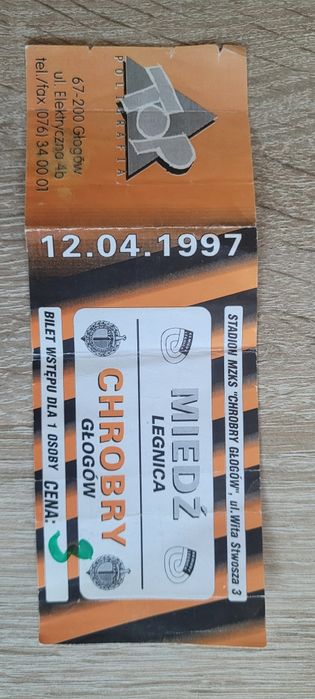 TOP
POLIGRAFIA
67-200 Głogów
ul. Elektryczna 4b
tel./fax (076) 34 00 01
12.04.1997
STADION MZKS "CHROBRY GŁOGÓW", ul. Wita Stwosza 3
MIEDŹ
LEGNICA
CHROBRY
GŁOGÓW
BILET WSTĘPU DLA 1 OSOBY CENA: 3